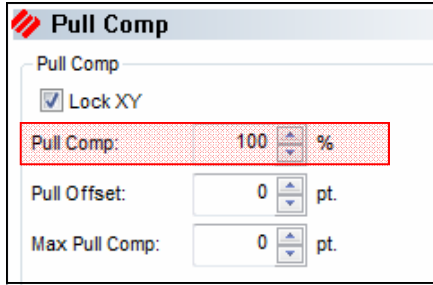 Pull Comp
Pull Comp
Lock XY
Pull Comp: 100 %
Pull Offset: 0 pt.
Max Pull Comp: 0 pt.